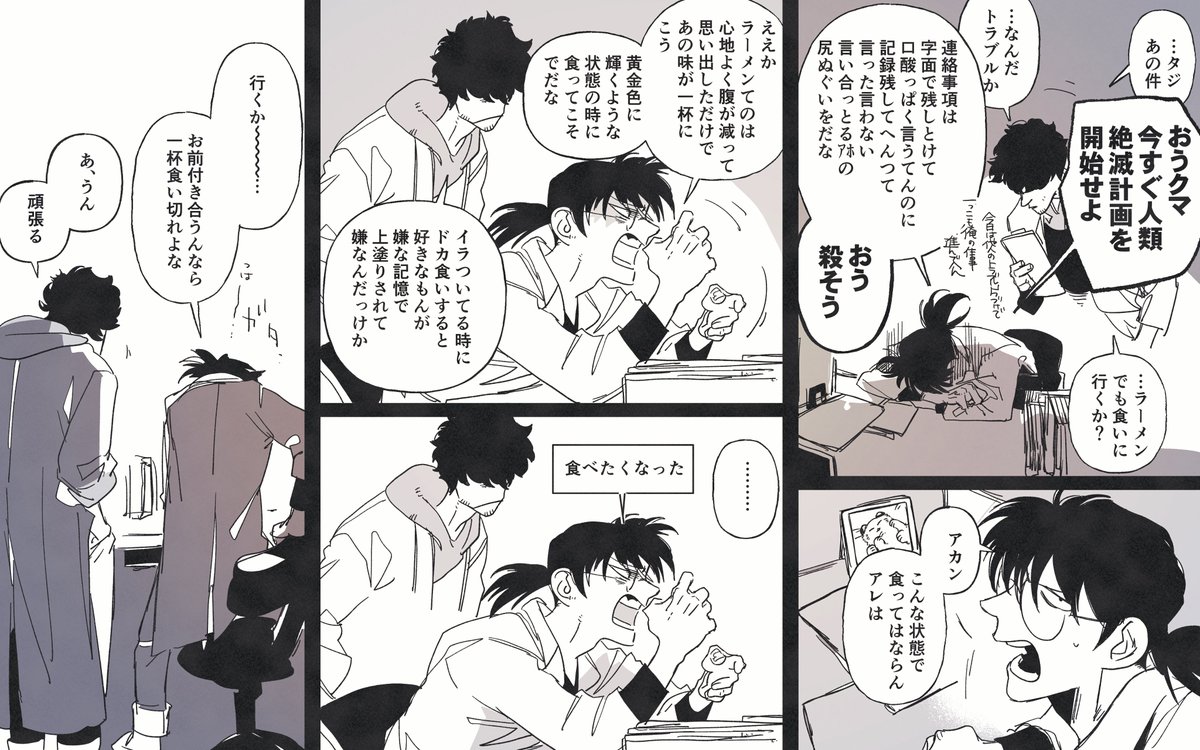 …タジ
あの件
…なんだ
トラブルか
おうクマ
今すぐ人類
絶滅計画を
開始せよ
連絡事項は
字面で残しとけて
口酸っぱく言うてんのに
記録残してへんって
言った言わない
言い合っとるｱﾎの
尻ぬぐいをだな
おう
殺そう
…ラーメン
でも食いに
行くか？
アカン
こんな状態で
食ってはならん
アレは
ええか
ラーメンてのは
心地よく腹が減って
思い出しただけで
あの味が一杯に
こう
黄金色に
輝くような
状態の時に
食ってこそ
でだな
イラついてる時に
ドカ食いすると
好きなもんが
嫌な記憶で
上塗りされて
嫌なんだっけか
………
食べたくなった
行くか〜〜〜〜〜…
お前付き合うんなら
一杯食い切れよな
ガタ
あ、うん
頑張る